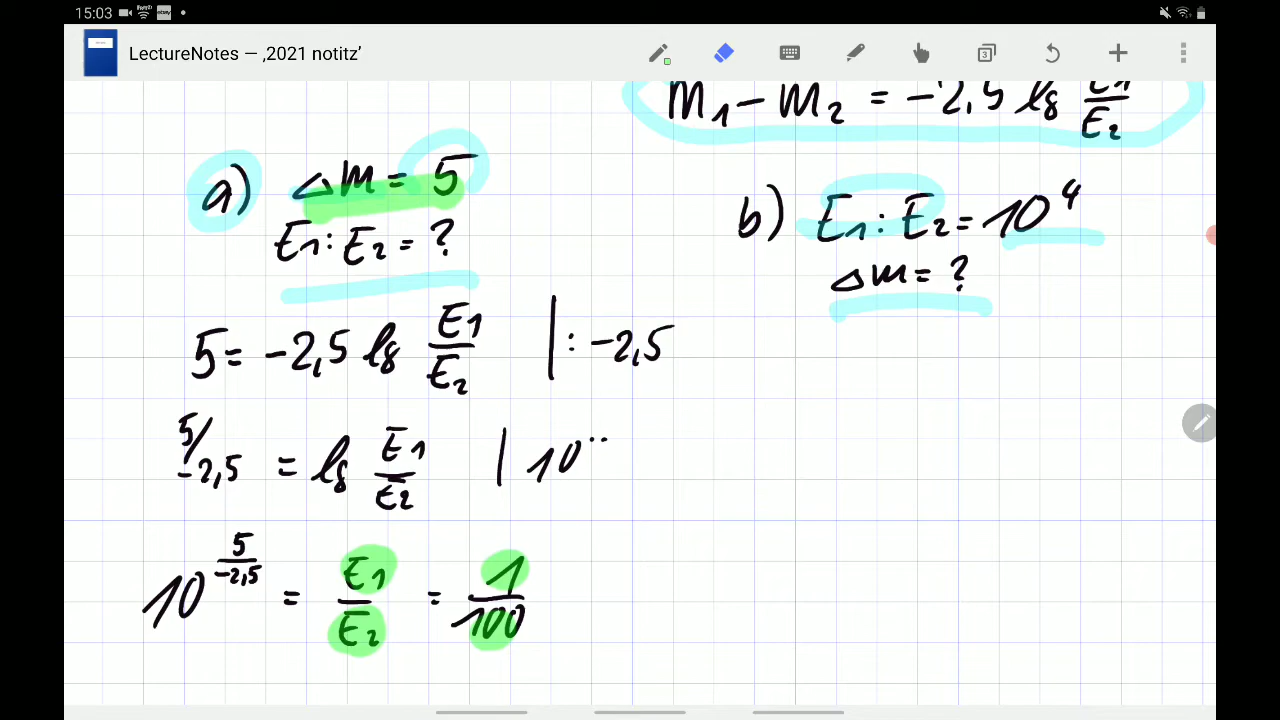 15:03
LectureNotes — ‚2021 notitz’
3
m₁ – m₂ = -2,5 lg E₁/E₂
a) Δm = 5
E₁ : E₂ = ?
5 = -2,5 lg E₁/E₂ | : -2,5
5/-2,5 = lg E₁/E₂ | 10^..
10^(5/-2,5) = E₁/E₂ = 1/100
b) E₁ : E₂ = 10⁴
Δm = ?